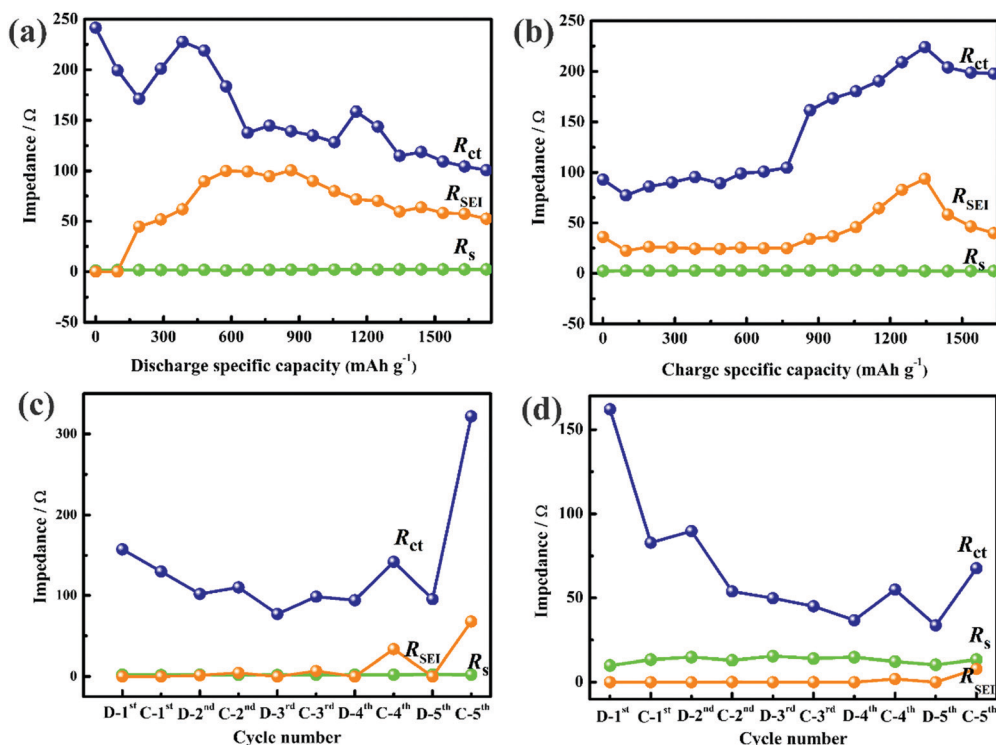 (a)
250
200
150
100
50
0
-50
Impedance / Ω
Rct
RSEI
Rs
0 300 600 900 1200 1500
Discharge specific capacity (mAh g⁻¹)
(b)
250
200
150
100
50
0
-50
Impedance / Ω
Rct
RSEI
Rs
0 300 600 900 1200 1500
Charge specific capacity (mAh g⁻¹)
(c)
300
200
100
0
Impedance / Ω
Rct
RSEI
Rs
D-1st C-1st D-2nd C-2nd D-3rd C-3rd D-4th C-4th D-5th C-5th
Cycle number
(d)
150
100
50
0
Impedance / Ω
Rct
Rs
RSEI
D-1st C-1st D-2nd C-2nd D-3rd C-3rd D-4th C-4th D-5th C-5th
Cycle number